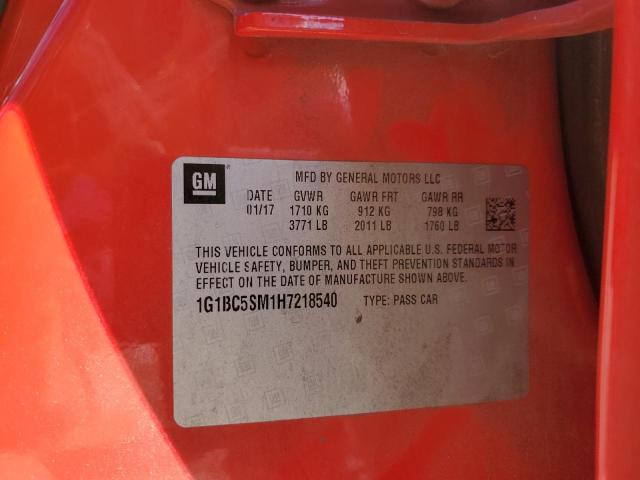 GM
MFD BY GENERAL MOTORS LLC
DATE GVWR GAWR FRT GAWR RR
01/17 1710 KG 912 KG 798 KG
3771 LB 2011 LB 1760 LB
THIS VEHICLE CONFORMS TO ALL APPLICABLE U.S. FEDERAL MOTOR
VEHICLE SAFETY, BUMPER, AND THEFT PREVENTION STANDARDS
IN EFFECT ON THE DATE OF MANUFACTURE SHOWN ABOVE.
1G1BC5SM1H7218540 TYPE: PASS CAR